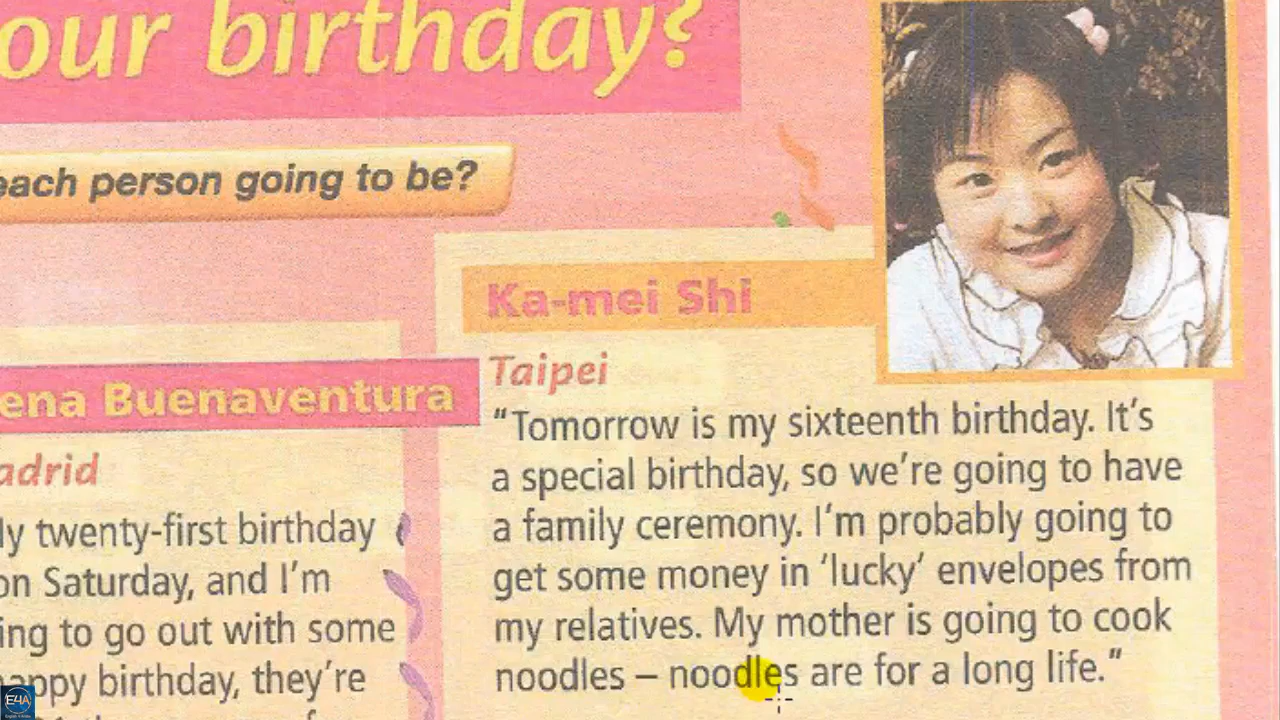 our birthday?
each person going to be?
Ka-mei Shi
Taipei
"Tomorrow is my sixteenth birthday. It's
a special birthday, so we're going to have
a family ceremony. I'm probably going to
get some money in 'lucky' envelopes from
my relatives. My mother is going to cook
noodles – noodles are for a long life."
ena Buenaventura
adrid
ly twenty-first birthday
on Saturday, and I'm
ing to go out with some
appy birthday, they're
E4A